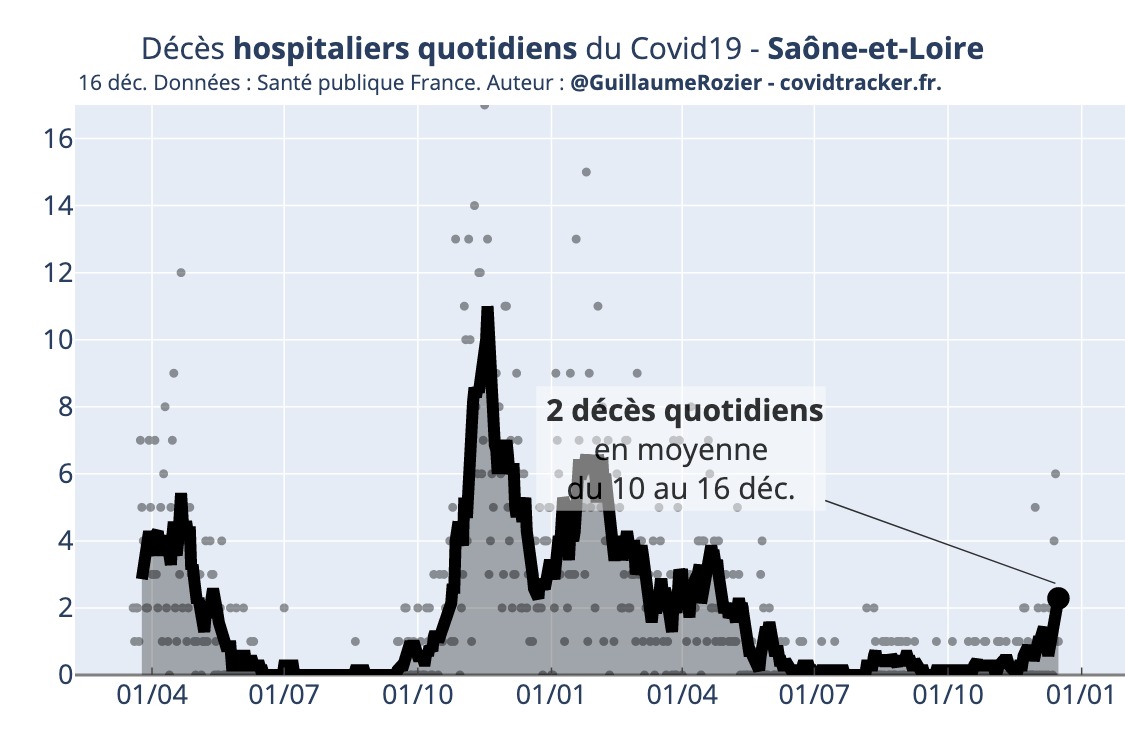 Décès hospitaliers quotidiens du Covid19 - Saône-et-Loire
16 déc. Données : Santé publique France. Auteur : @GuillaumeRozier - covidtracker.fr.
16
14
12
10
8
6
4
2
0
2 décès quotidiens
en moyenne
du 10 au 16 déc.
01/04 01/07 01/10 01/01 01/04 01/07 01/10 01/01